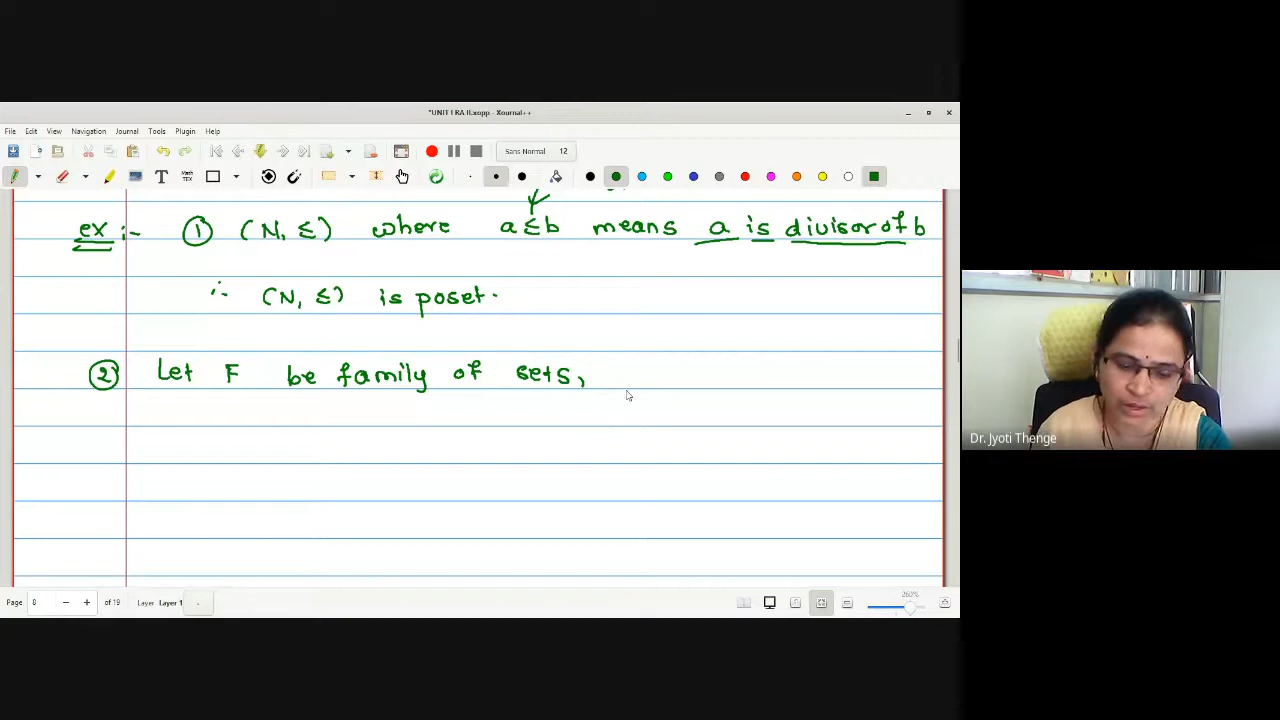 *UNIT I RA II.xopp - Xournal++
File Edit View Navigation Journal Tools Plugin Help
Sans Normal 12
ex :- ① (N, ≤) where a≤b means a is divisor of b
∴ (N, ≤) is poset.
② Let F be family of sets,
Dr. Jyoti Thenge
Page 8 of 19 Layer Layer 1 260%